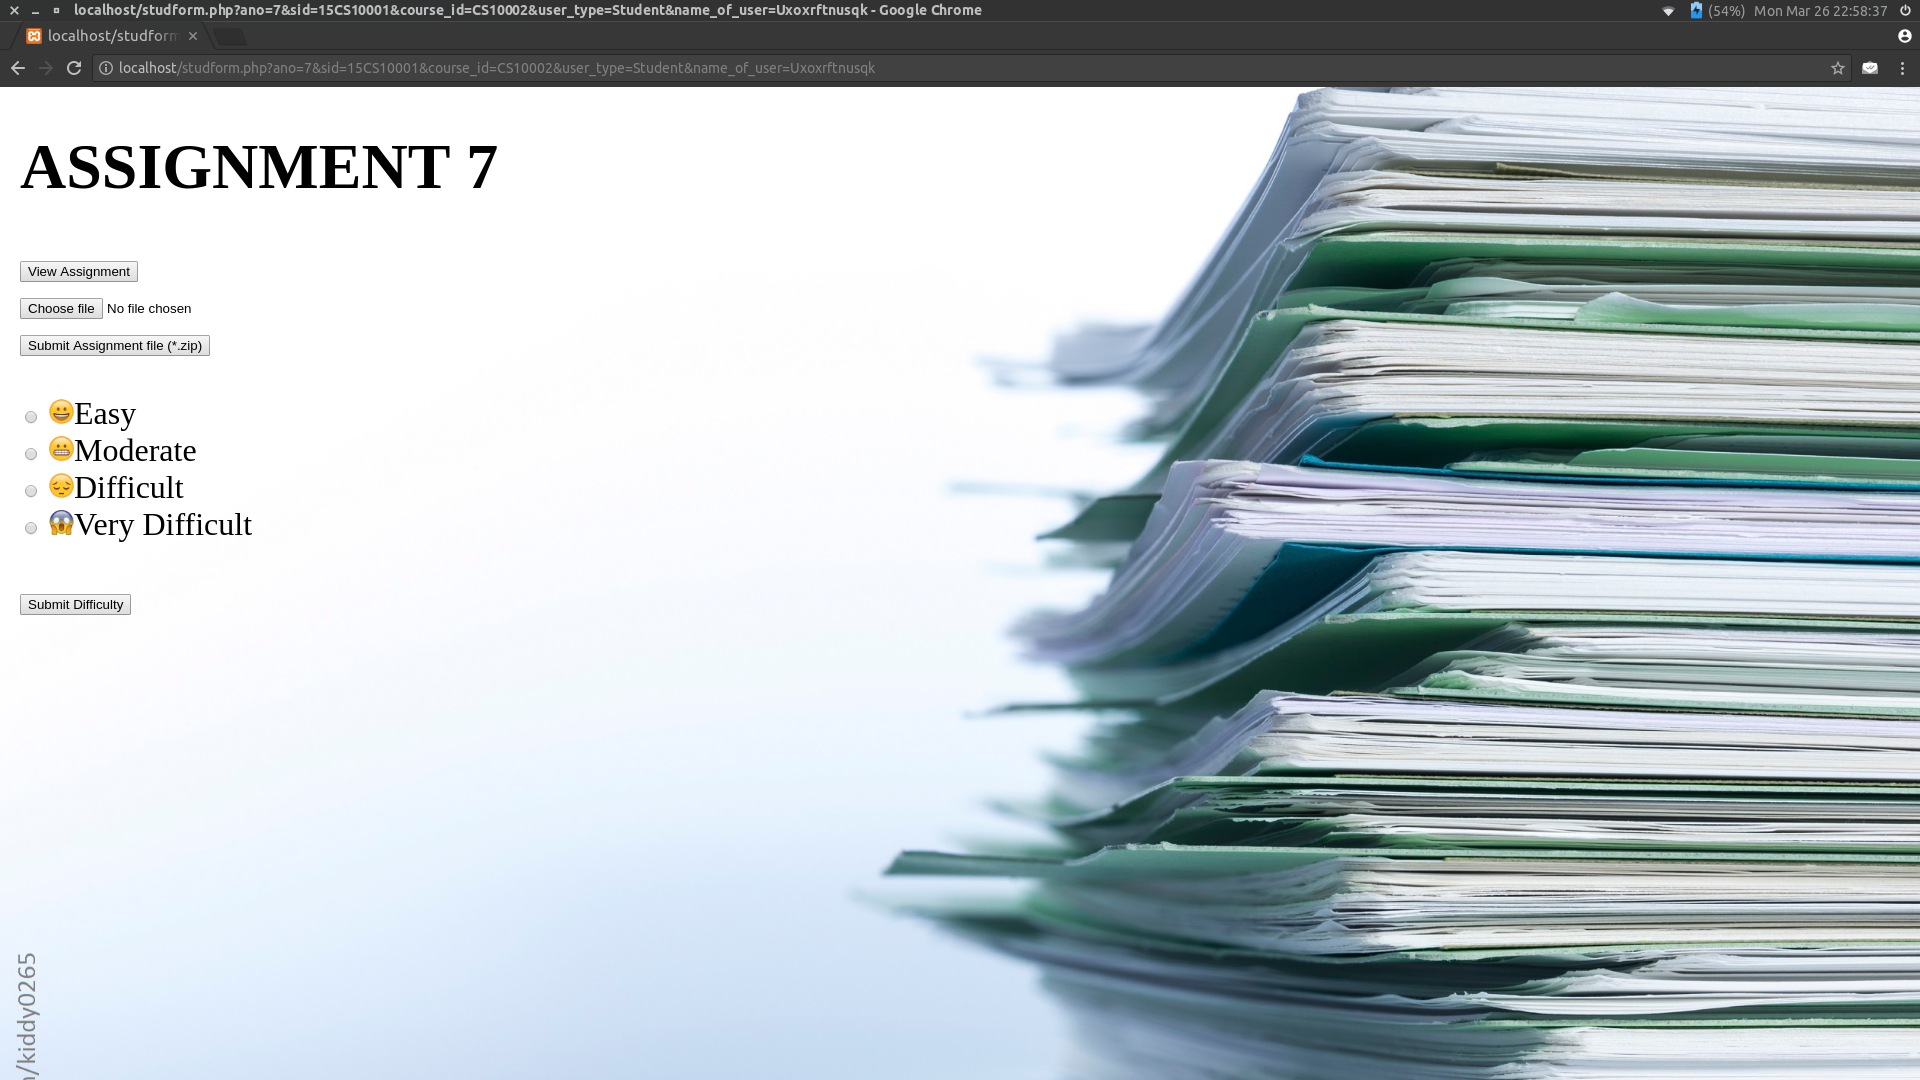 localhost/studform.php?ano=7&sid=15CS10001&course_id=CS10002&user_type=Student&name_of_user=Uxoxrftnusqk - Google Chrome
(54%) Mon Mar 26 22:58:37
localhost/studform
localhost/studform.php?ano=7&sid=15CS10001&course_id=CS10002&user_type=Student&name_of_user=Uxoxrftnusqk
ASSIGNMENT 7
View Assignment
Choose file No file chosen
Submit Assignment file (*.zip)
😀Easy
😬Moderate
😔Difficult
😱Very Difficult
Submit Difficulty
/kiddy0265